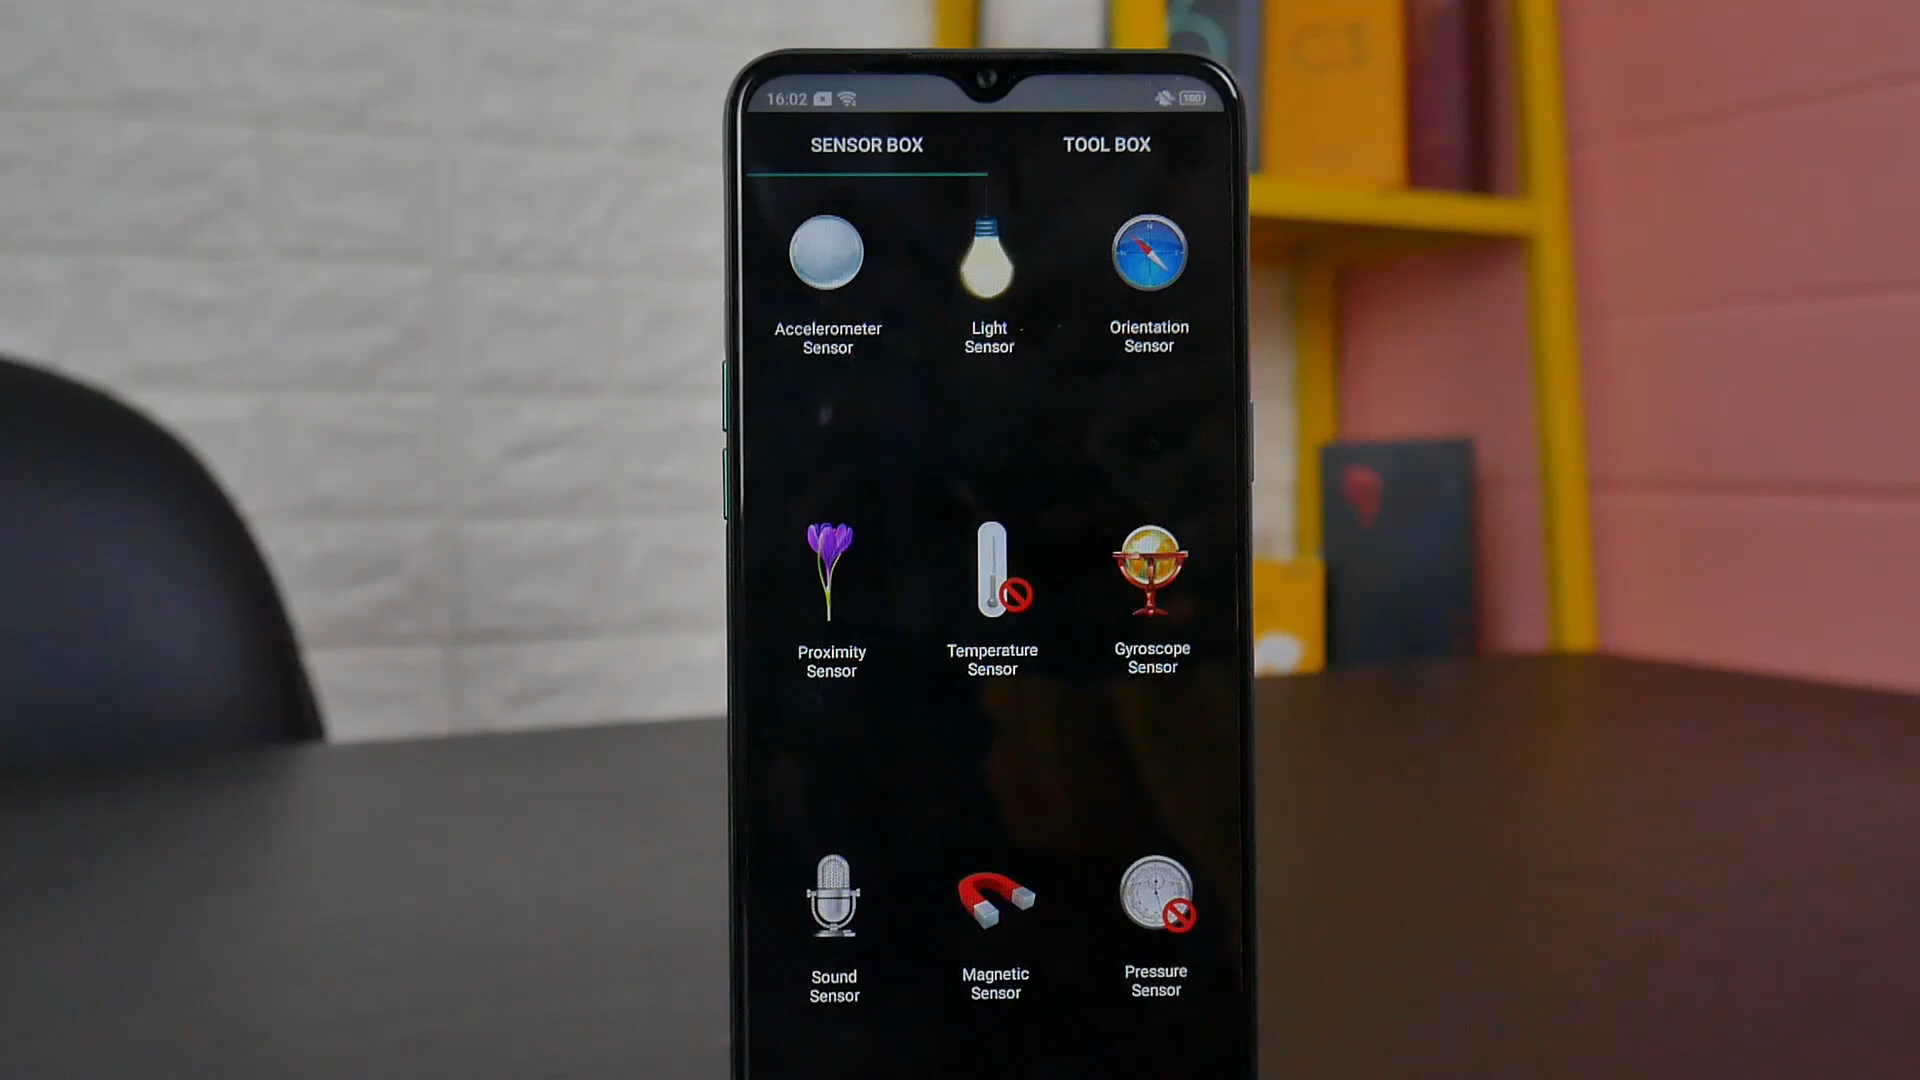 16:02
100
SENSOR BOX
TOOL BOX
Accelerometer
Sensor
Light
Sensor
Orientation
Sensor
Proximity
Sensor
Temperature
Sensor
Gyroscope
Sensor
Sound
Sensor
Magnetic
Sensor
Pressure
Sensor